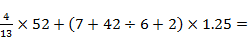 4/13 × 52 + (7 + 42 ÷ 6 + 2) × 1.25 =